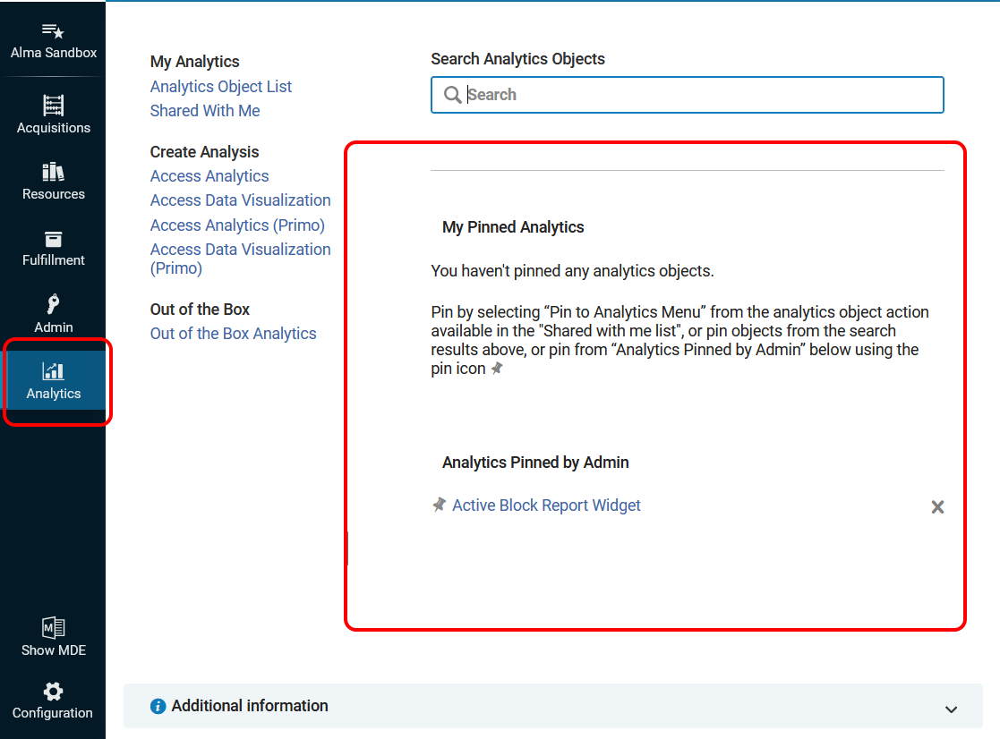 Alma Sandbox
Acquisitions
Resources
Fulfillment
Admin
Analytics
Show MDE
Configuration
My Analytics
Analytics Object List
Shared With Me
Create Analysis
Access Analytics
Access Data Visualization
Access Analytics (Primo)
Access Data Visualization
(Primo)
Out of the Box
Out of the Box Analytics
Search Analytics Objects
Search
My Pinned Analytics
You haven't pinned any analytics objects.
Pin by selecting “Pin to Analytics Menu” from the analytics object action
available in the "Shared with me list", or pin objects from the search
results above, or pin from “Analytics Pinned by Admin” below using the
pin icon
Analytics Pinned by Admin
Active Block Report Widget
Additional information